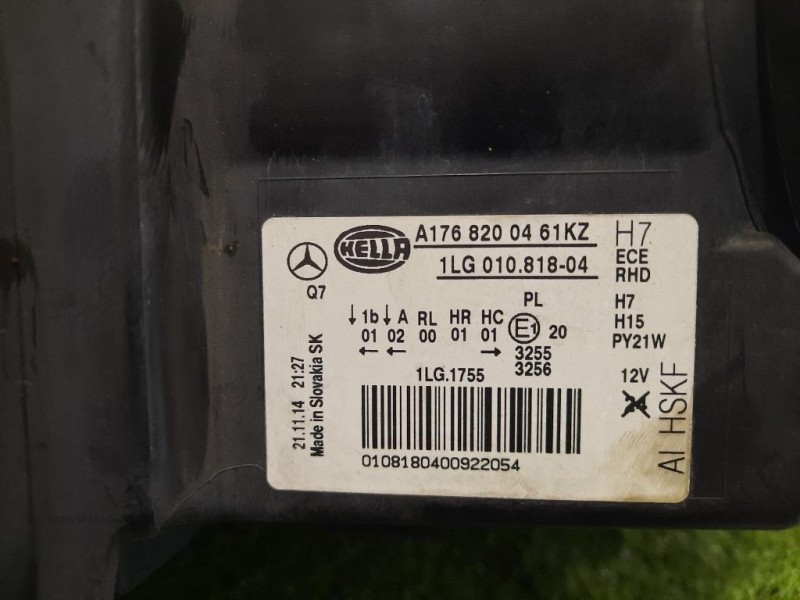 HELLA
A176 820 04 61KZ
1LG 010.818-04
H7
ECE
RHD
Q7
PL
1b A RL HR HC
01 02 00 01 01
E1 20
3255
3256
H7
H15
PY21W
12V
1LG.1755
21.11.14 21:27
Made in Slovakia SK
AI HSKF
0108180400922054